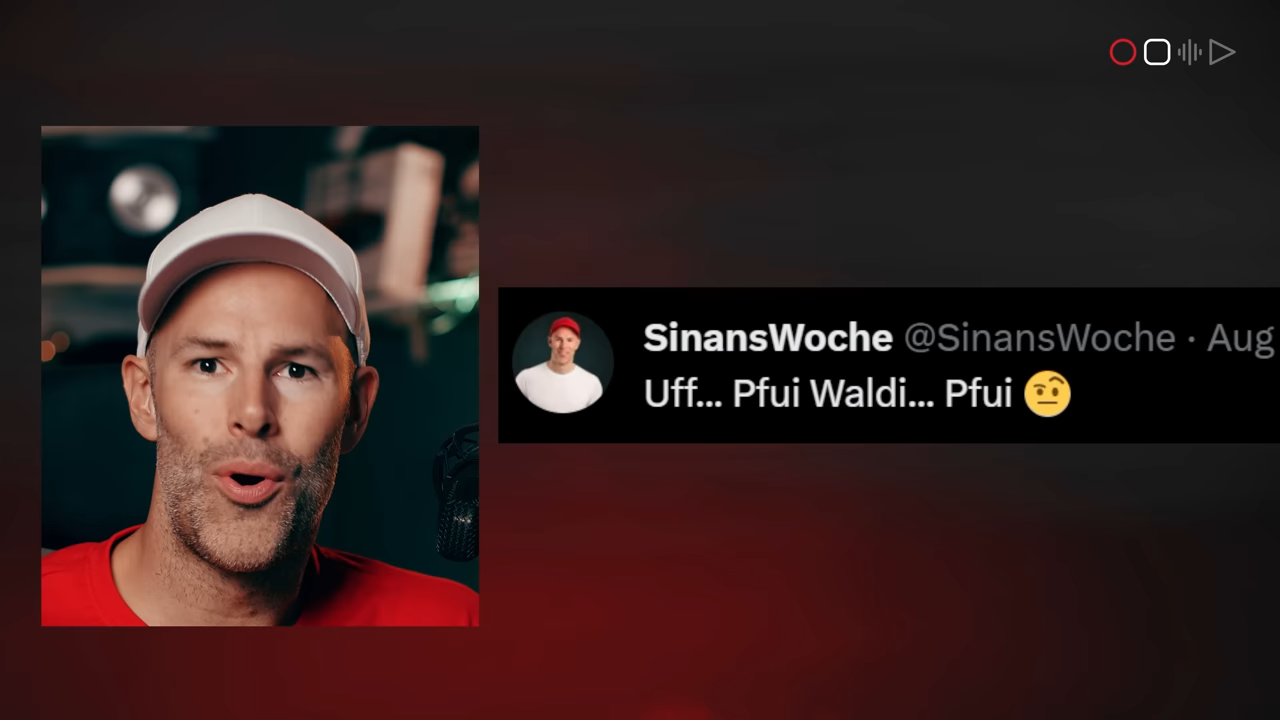 SinansWoche @SinansWoche · Aug
Uff... Pfui Waldi... Pfui 🤨